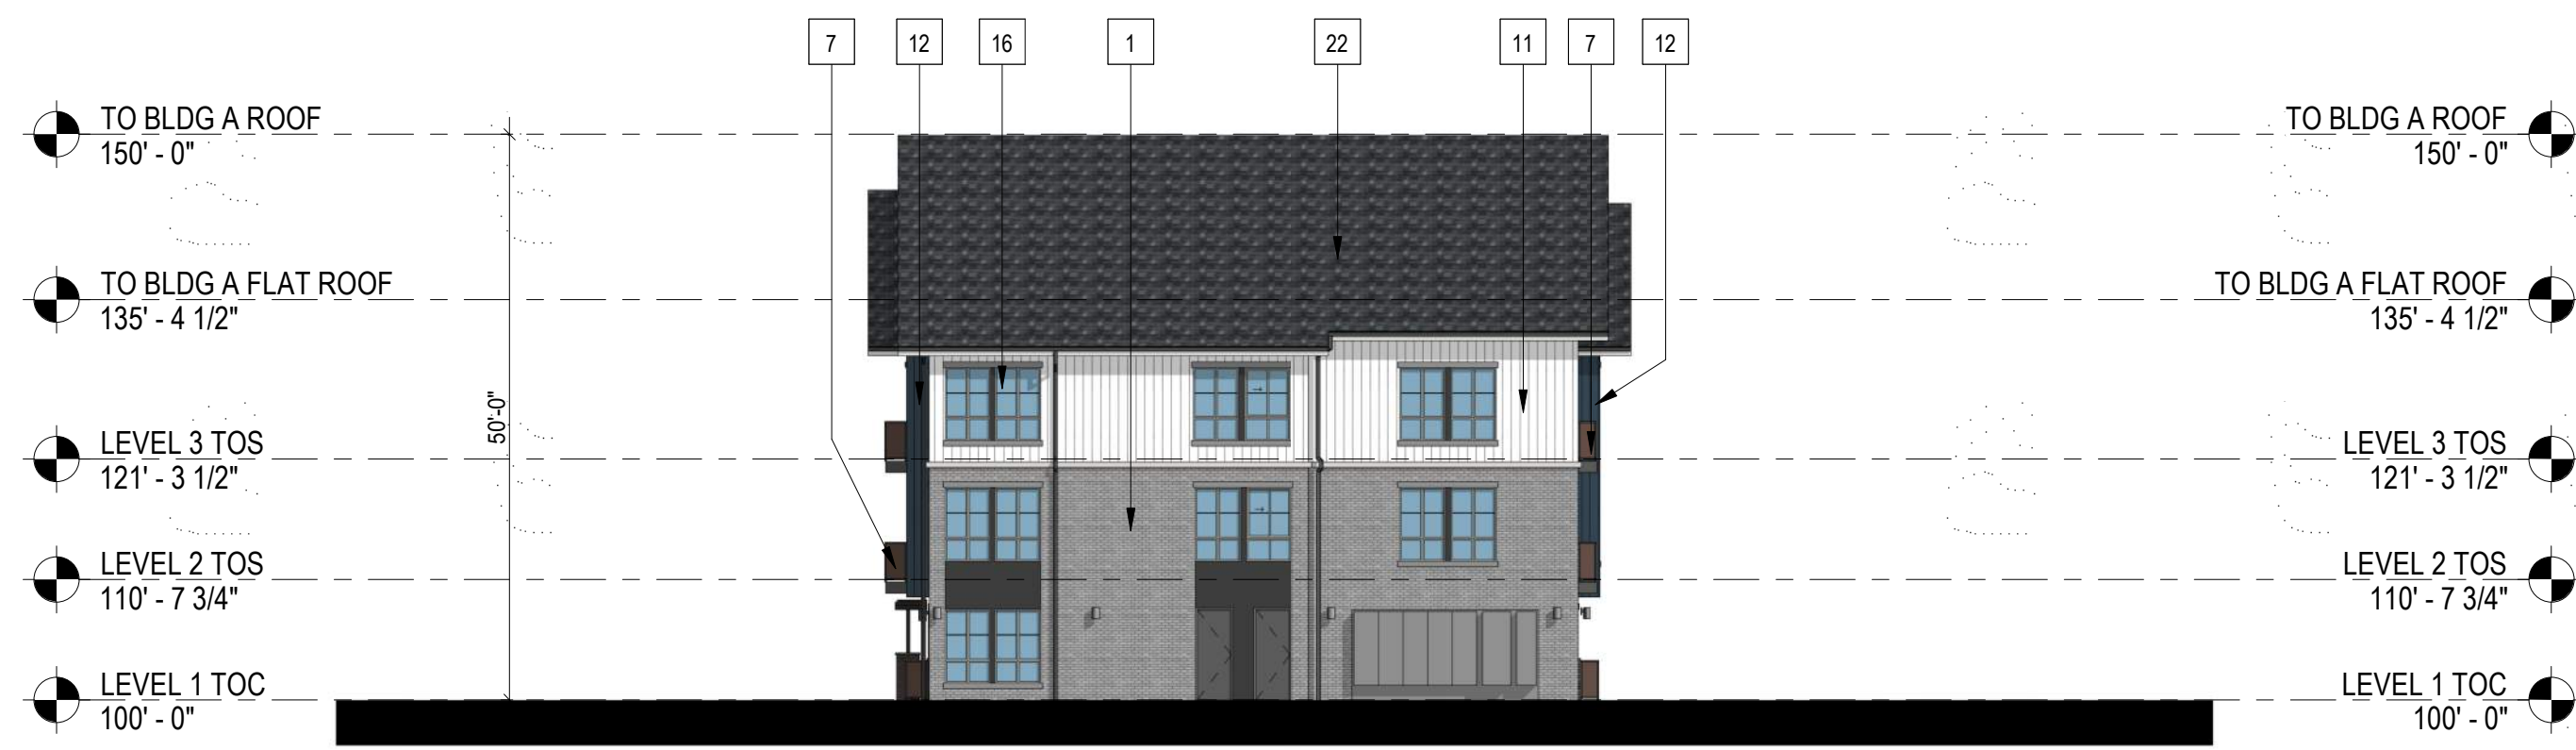 7 12 16 1 22 11 7 12
TO BLDG A ROOF
150' - 0"
TO BLDG A ROOF
150' - 0"
TO BLDG A FLAT ROOF
135' - 4 1/2"
TO BLDG A FLAT ROOF
135' - 4 1/2"
50'-0"
LEVEL 3 TOS
121' - 3 1/2"
LEVEL 3 TOS
121' - 3 1/2"
LEVEL 2 TOS
110' - 7 3/4"
LEVEL 2 TOS
110' - 7 3/4"
LEVEL 1 TOC
100' - 0"
LEVEL 1 TOC
100' - 0"